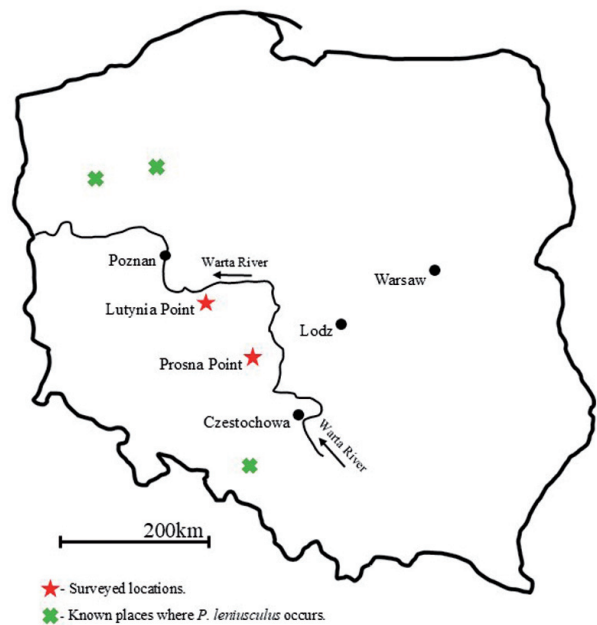 Poznan
Warta River
Warsaw
Lutynia Point
Lodz
Prosna Point
Czestochowa
Warta River
200km
- Surveyed locations.
- Known places where P. leniusculus occurs.